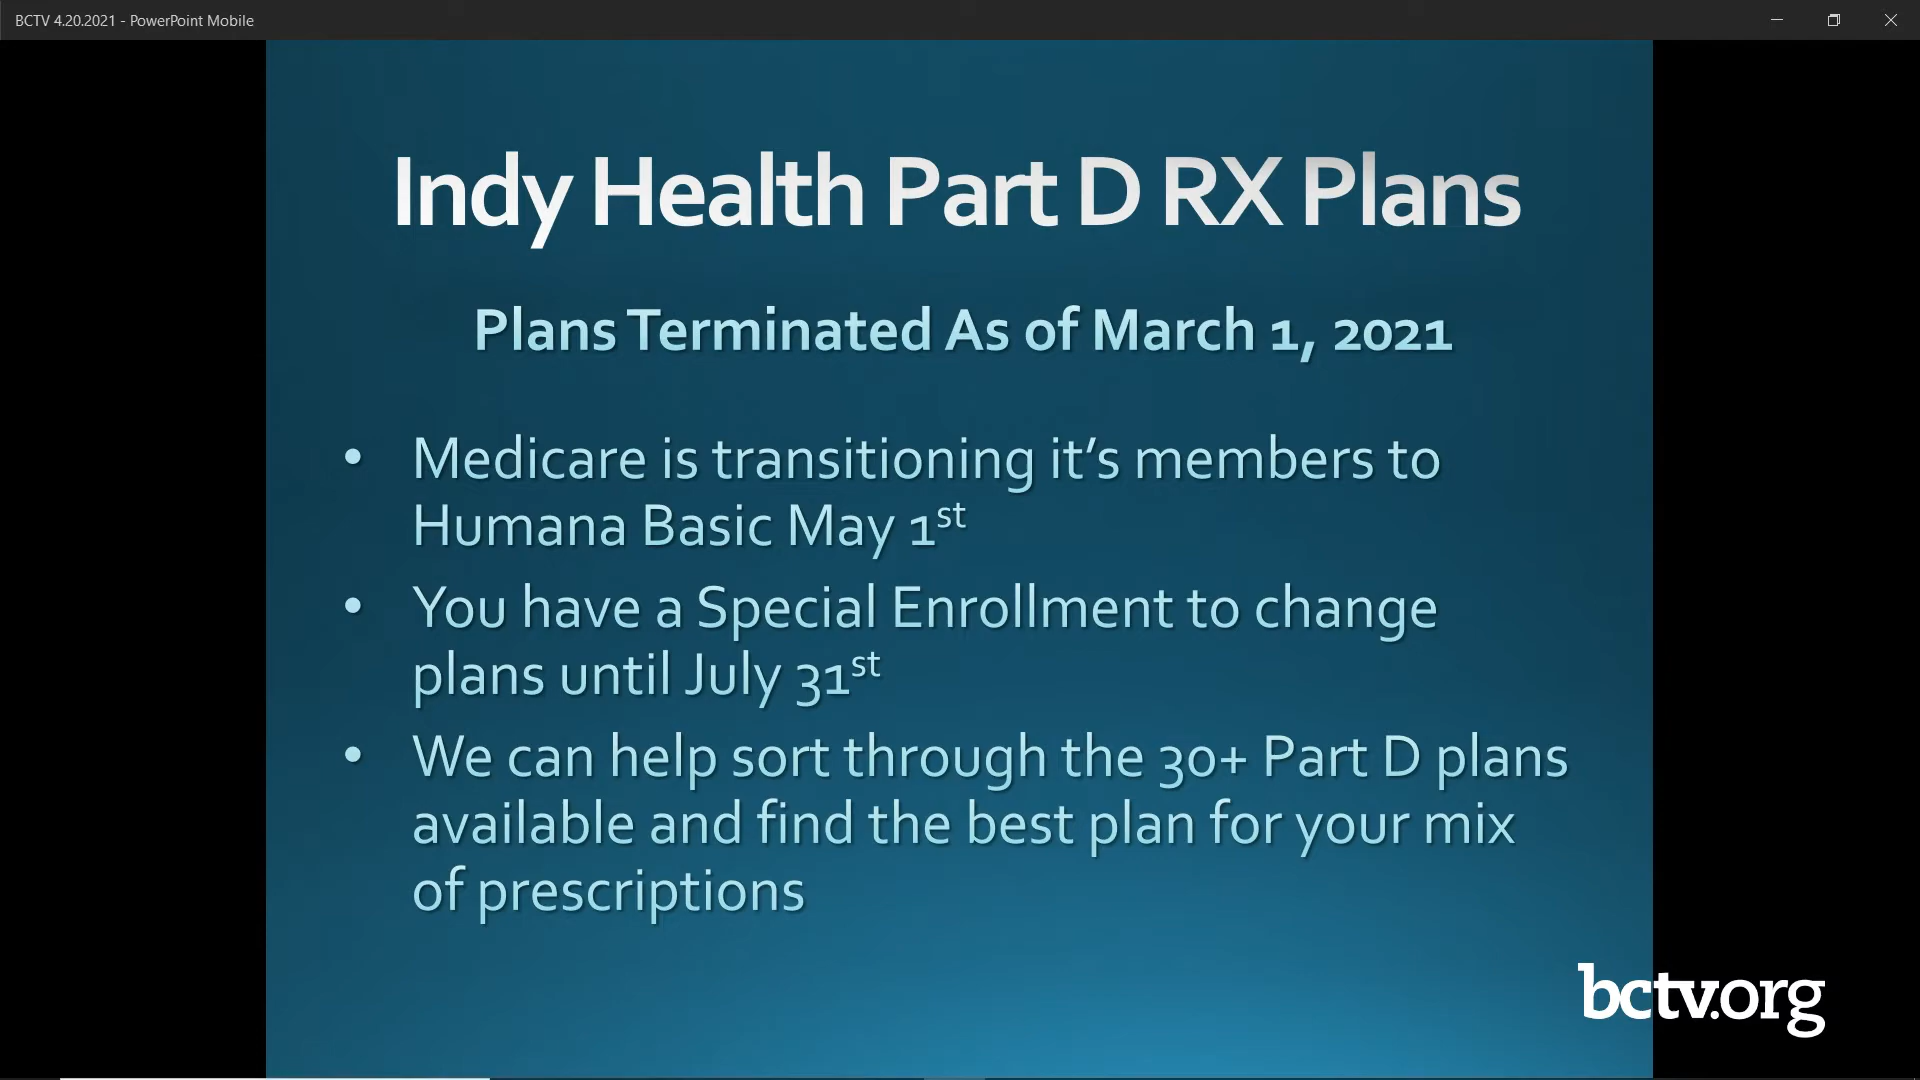 BCTV 4.20.2021 - PowerPoint Mobile
Indy Health Part D RX Plans
Plans Terminated As of March 1, 2021
• Medicare is transitioning it's members to
Humana Basic May 1st
• You have a Special Enrollment to change
plans until July 31st
• We can help sort through the 30+ Part D plans
available and find the best plan for your mix
of prescriptions
bctv.org